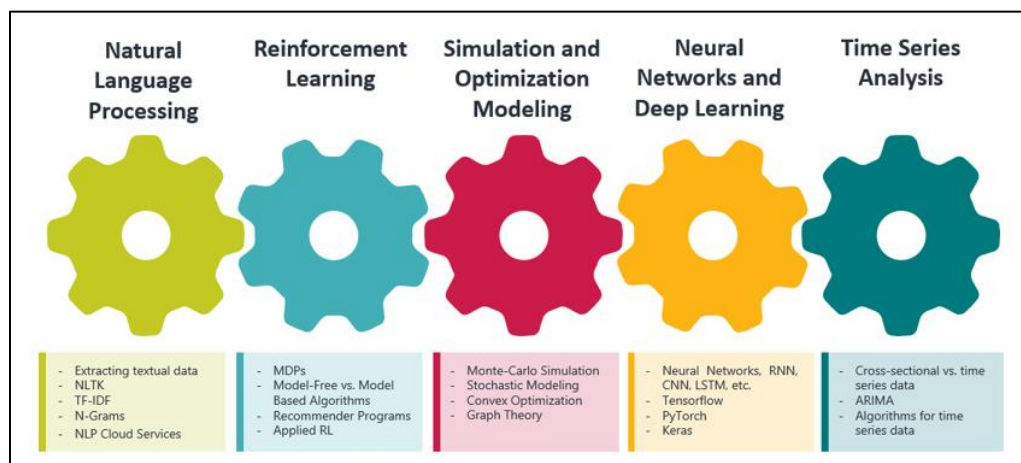 Natural
Language
Processing
Reinforcement
Learning
Simulation and
Optimization
Modeling
Neural
Networks and
Deep Learning
Time Series
Analysis
- Extracting textual data
- NLTK
- TF-IDF
- N-Grams
- NLP Cloud Services
- MDPs
- Model-Free vs. Model
Based Algorithms
- Recommender Programs
- Applied RL
- Monte-Carlo Simulation
- Stochastic Modeling
- Convex Optimization
- Graph Theory
- Neural Networks, RNN,
CNN, LSTM, etc.
- Tensorflow
- PyTorch
- Keras
- Cross-sectional vs. time
series data
- ARIMA
- Algorithms for time
series data